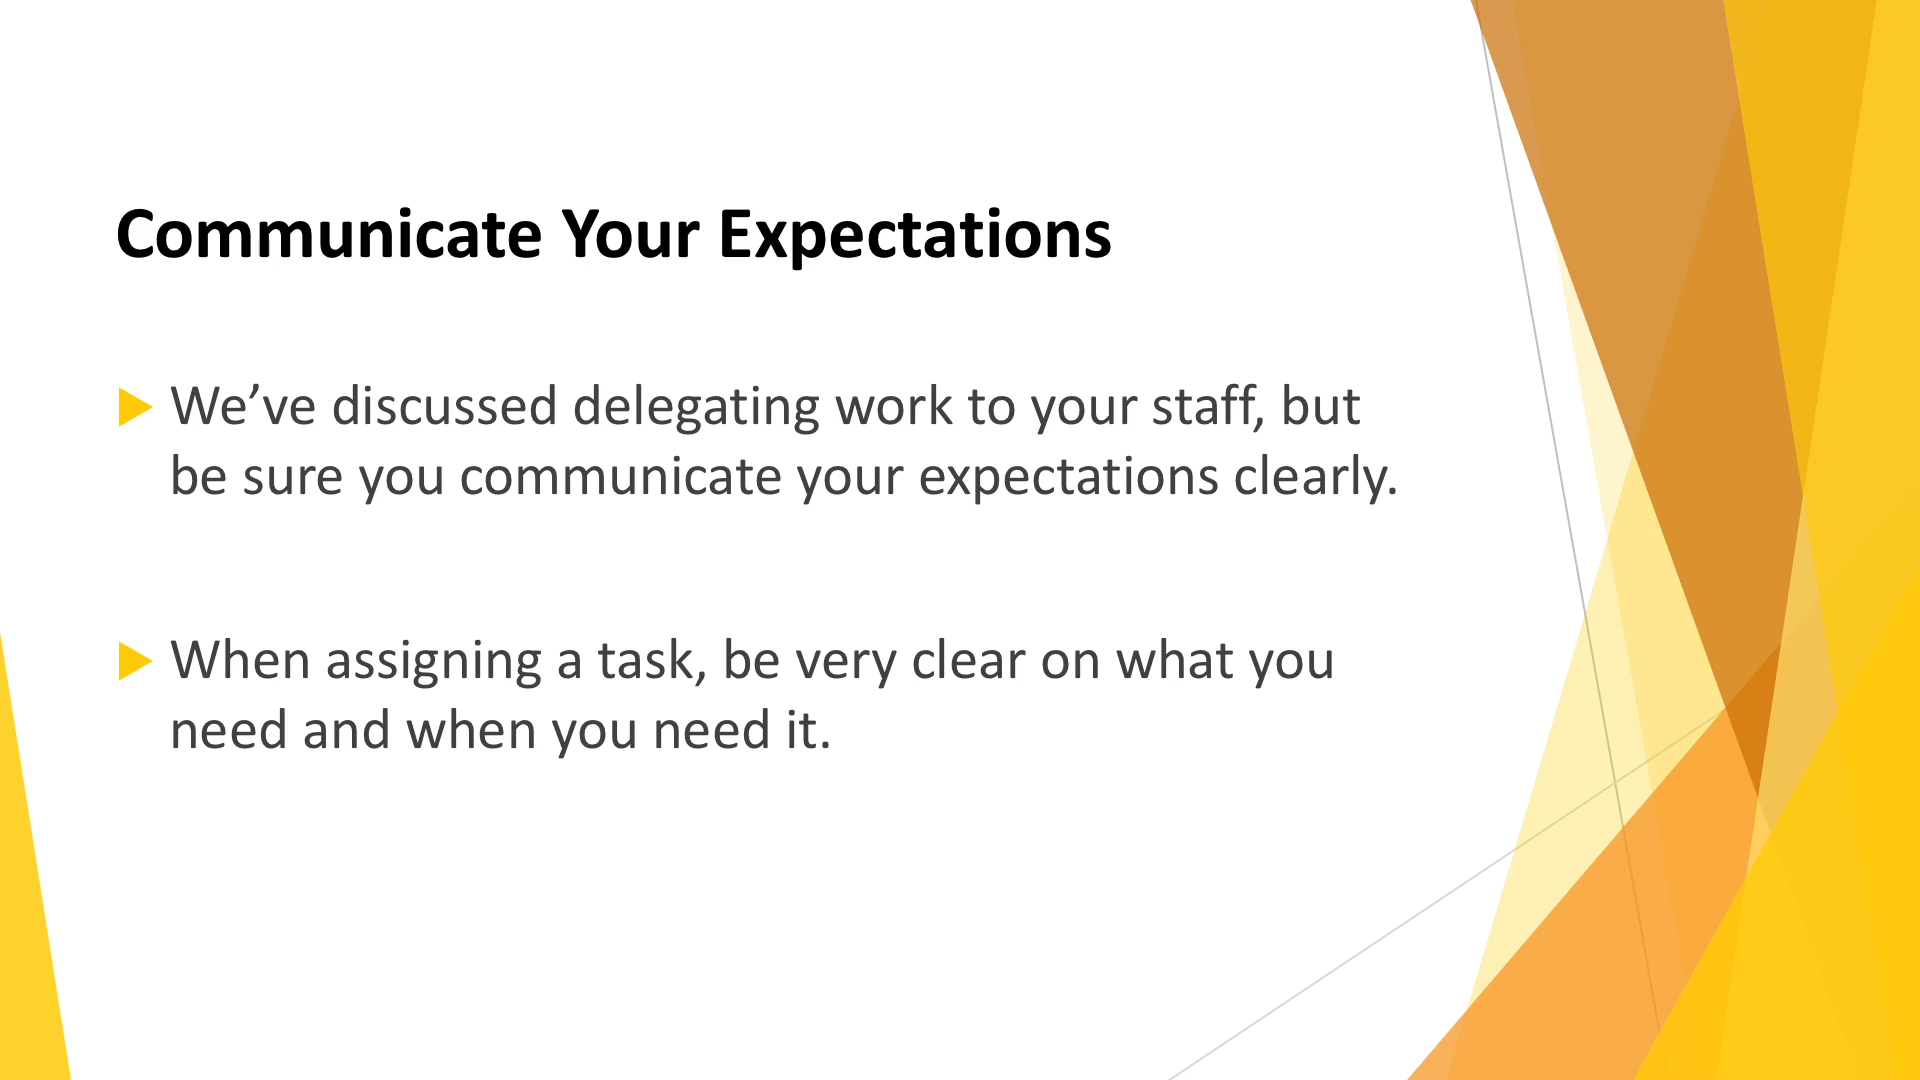 Communicate Your Expectations
We’ve discussed delegating work to your staff, but
be sure you communicate your expectations clearly.
When assigning a task, be very clear on what you
need and when you need it.